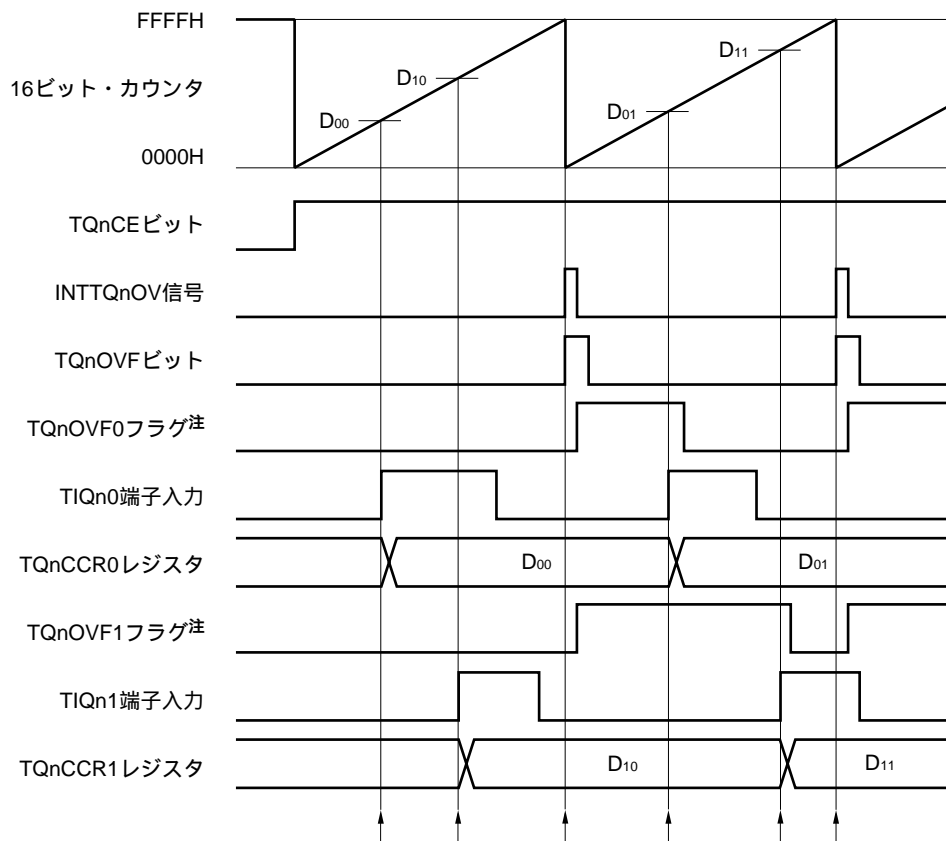 FFFFH
16ビット・カウンタ
0000H
D10
D00
D11
D01
TQnCEビット
INTTQnOV信号
TQnOVFビット
TQnOVF0フラグ注
TIQn0端子入力
TQnCCR0レジスタ
D00
D01
TQnOVF1フラグ注
TIQn1端子入力
TQnCCR1レジスタ
D10
D11